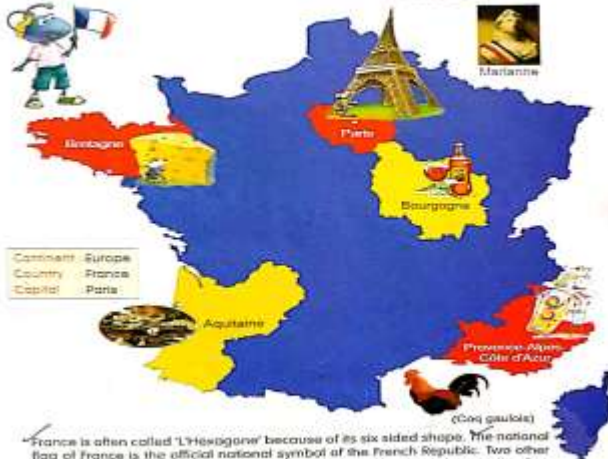 Marianne
Paris
Bretagne
Bourgogne
Continent Europe
Country France
Capital Paris
Aquitaine
Provence-Alpes-
Côte d'Azur
(Coq gaulois)
France is often called 'L'Hexagone' because of its six sided shape. The national
flag of France is the official national symbol of the French Republic. Two other